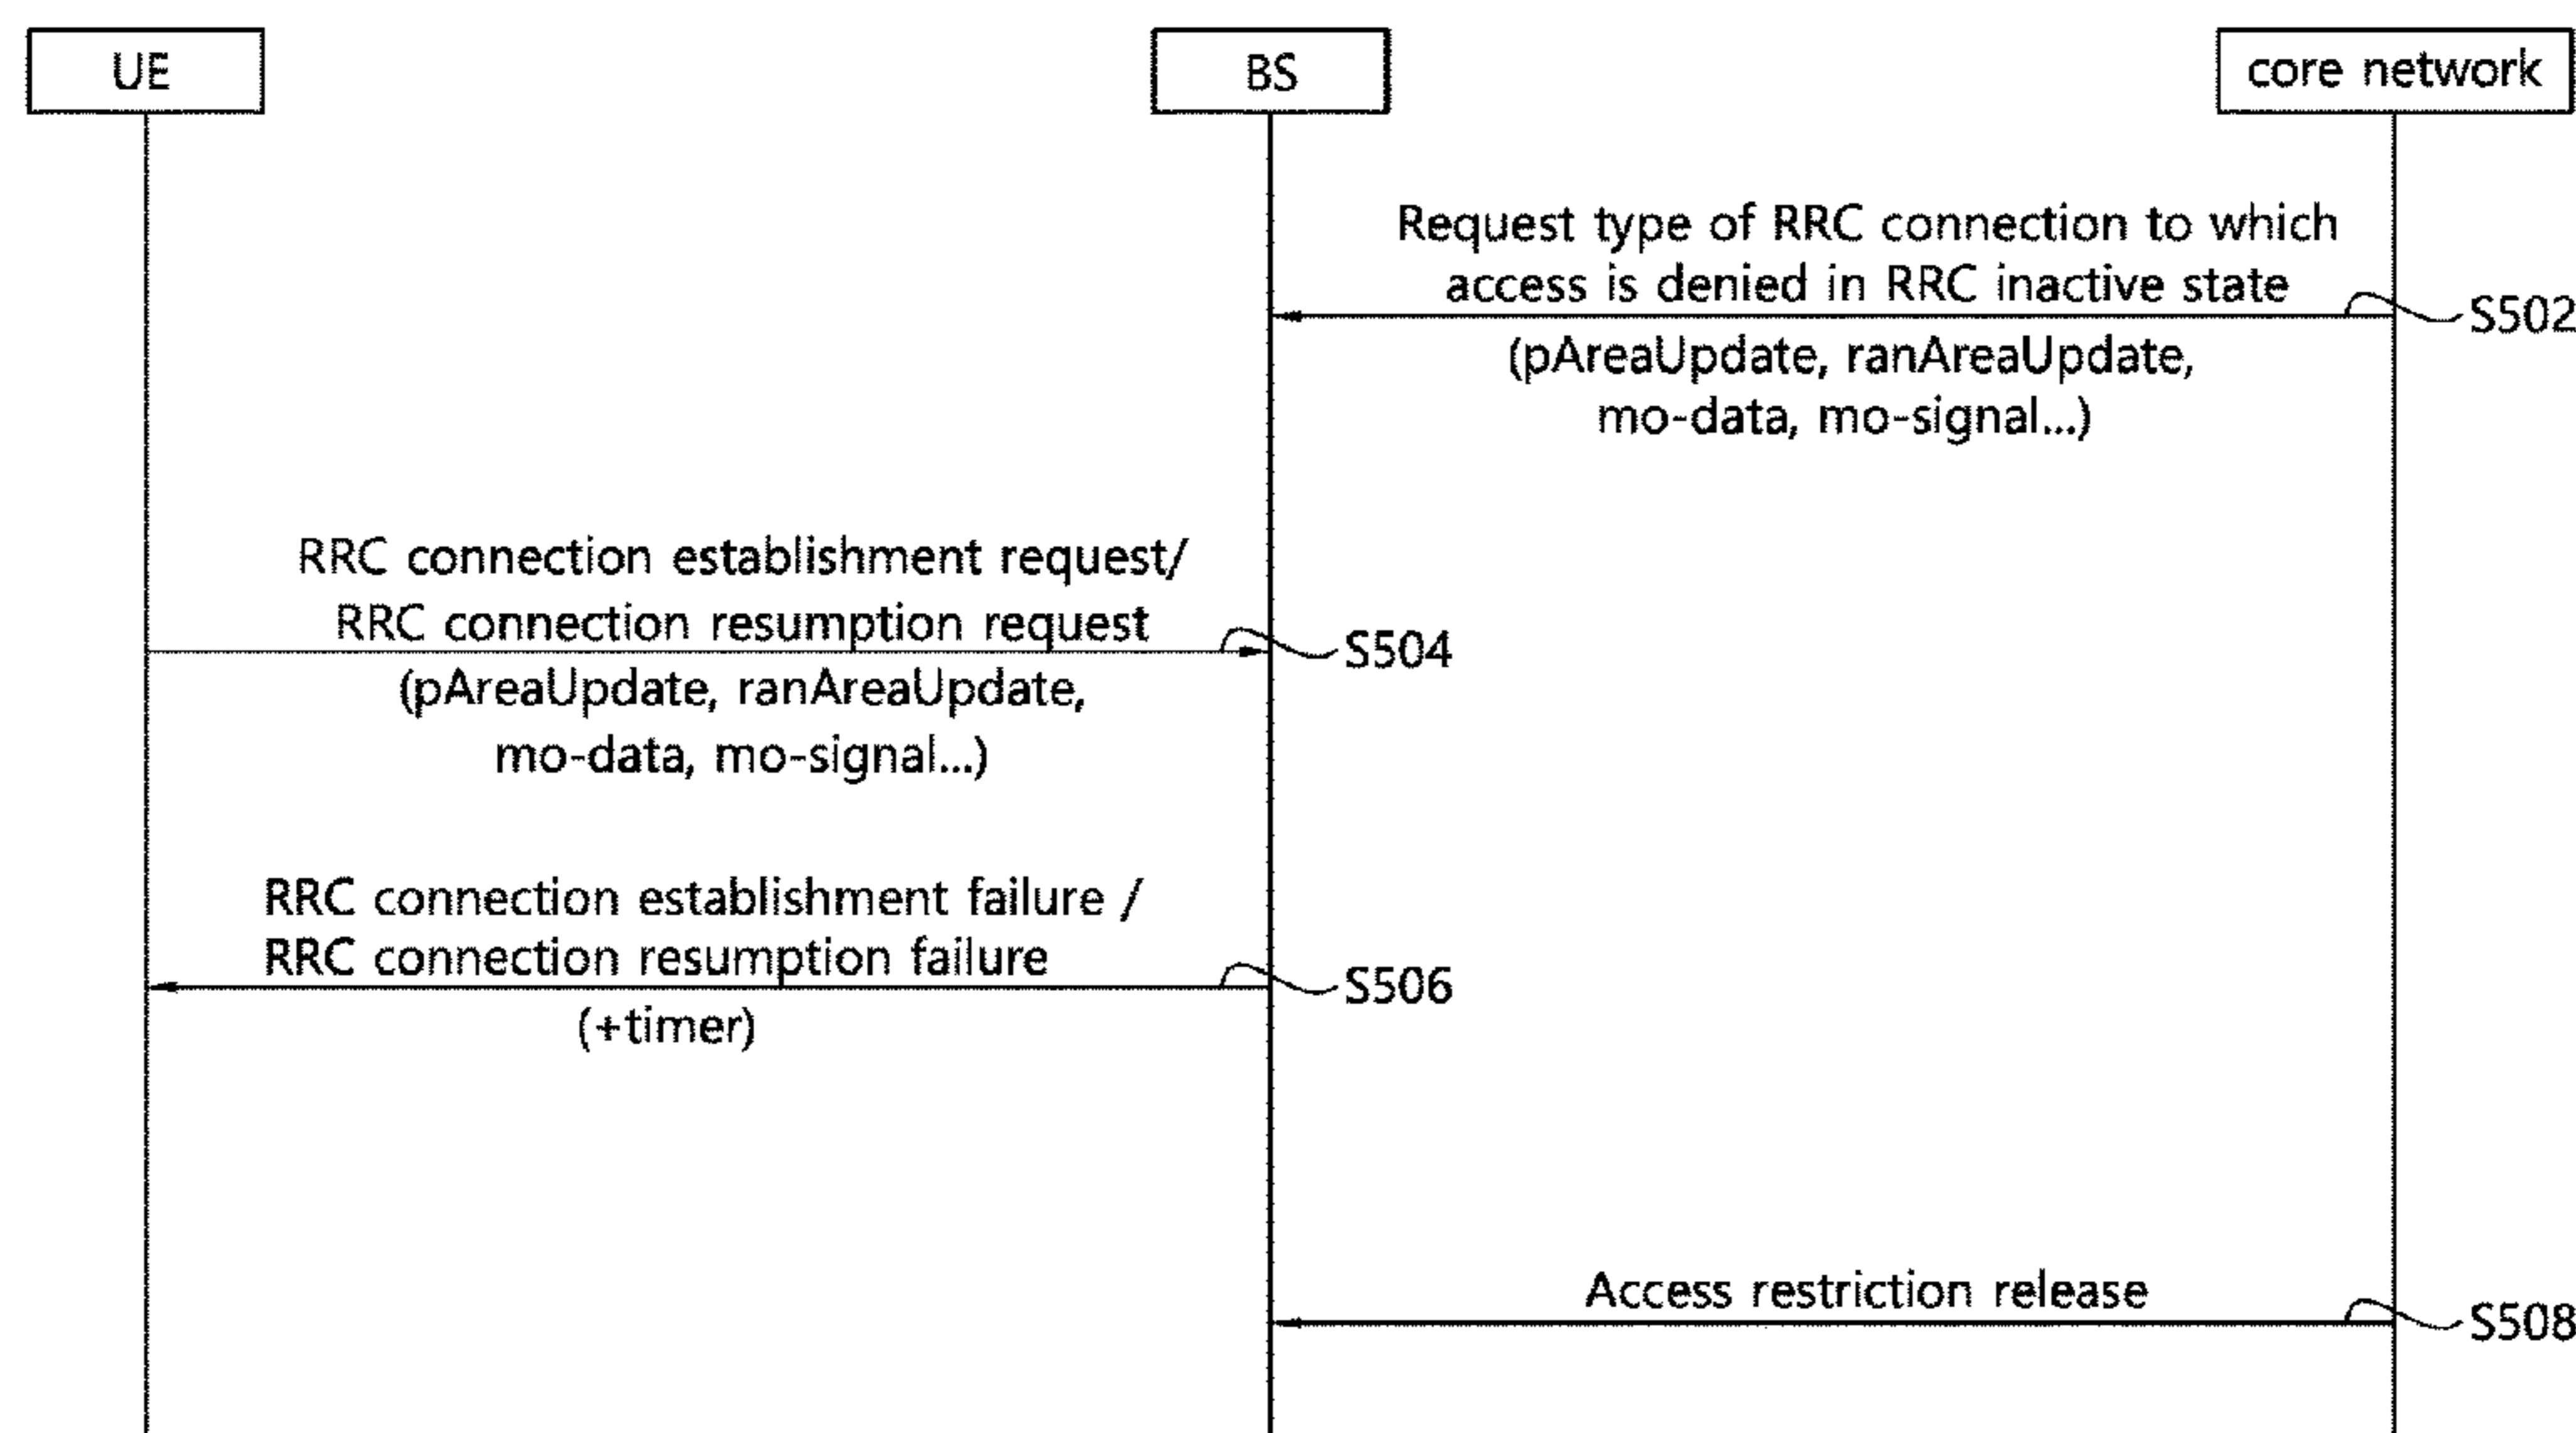 UE
BS
core network
Request type of RRC connection to which
access is denied in RRC inactive state
S502
(pAreaUpdate, ranAreaUpdate,
mo-data, mo-signal...)
RRC connection establishment request/
RRC connection resumption request
S504
(pAreaUpdate, ranAreaUpdate,
mo-data, mo-signal...)
RRC connection establishment failure /
RRC connection resumption failure
S506
(+timer)
Access restriction release
S508